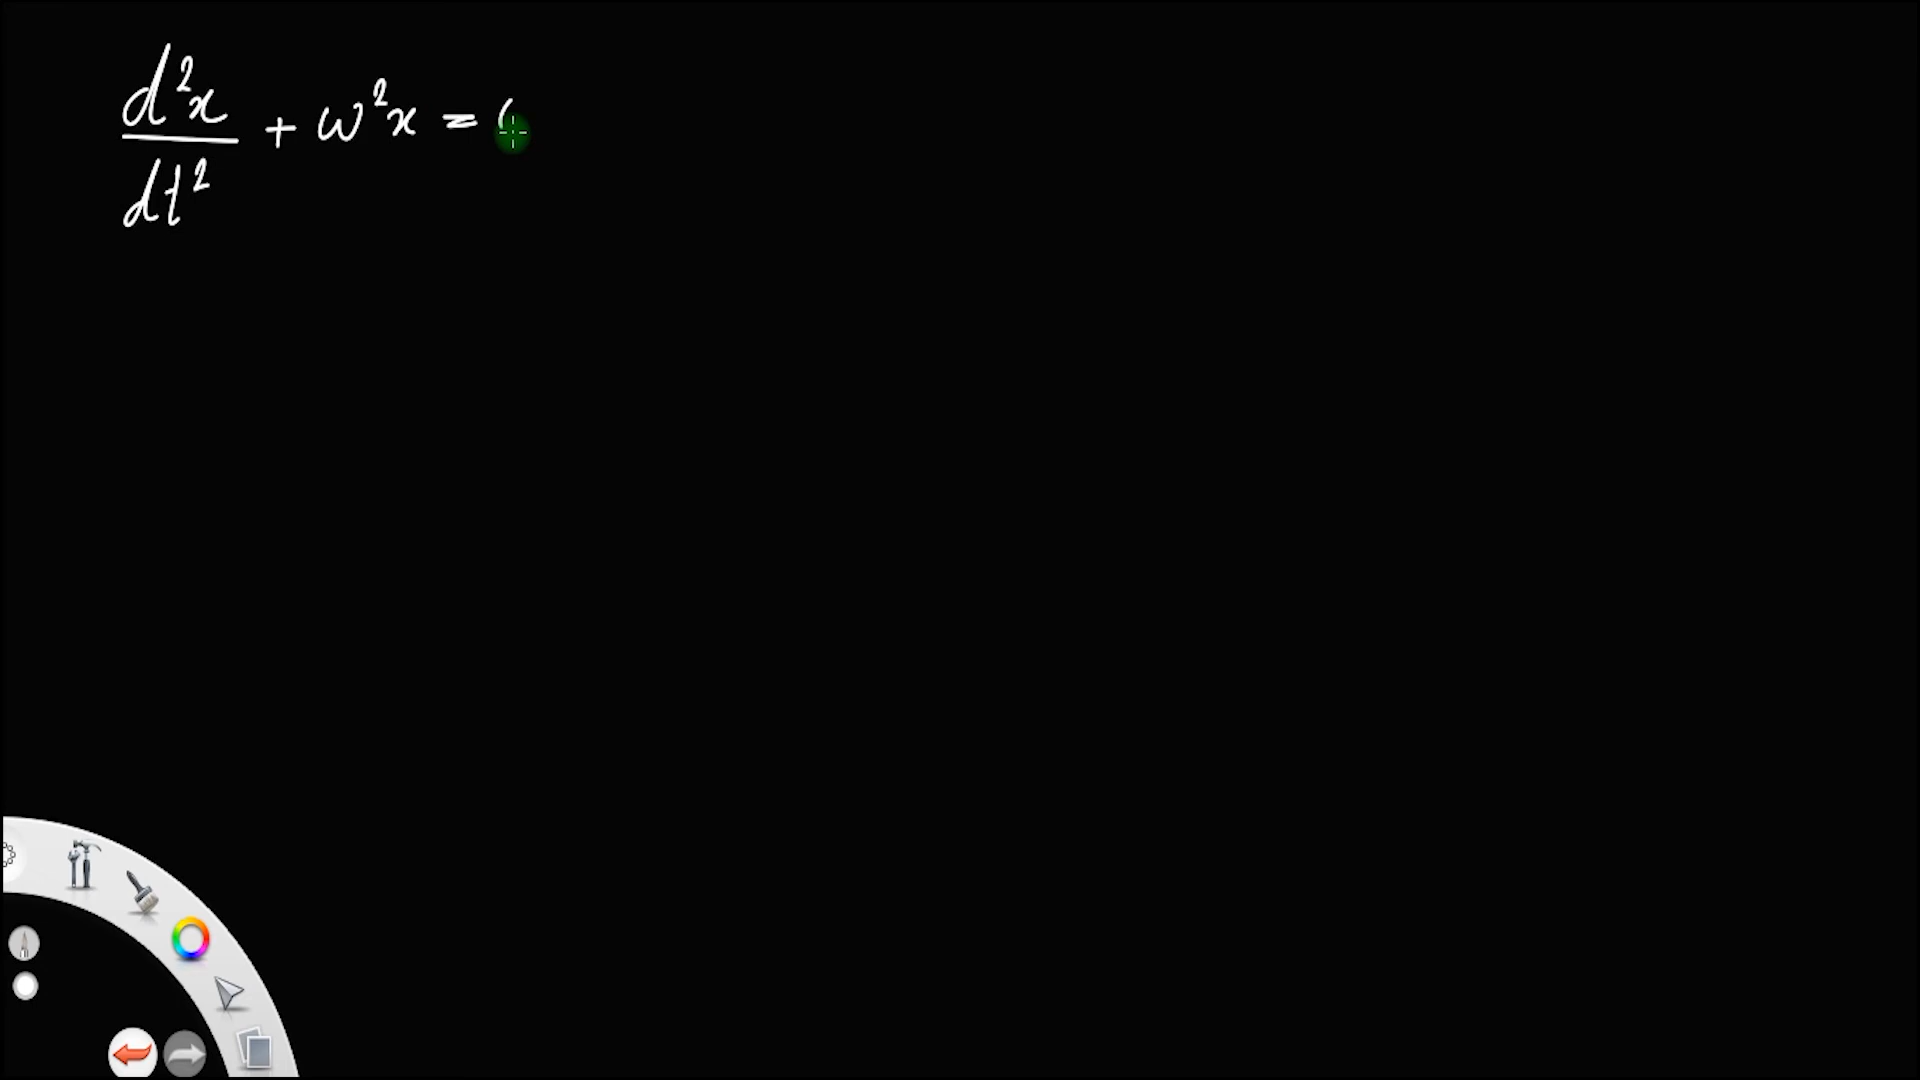 d²x/dt² + ω²x =